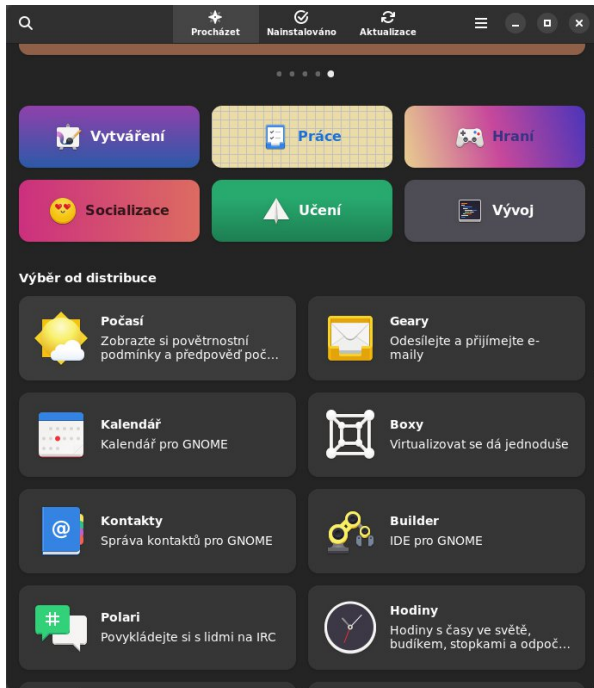 Procházet
Nainstalováno
Aktualizace
Vytváření
Práce
Hraní
Socializace
Učení
Vývoj
Výběr od distribuce
Počasí
Zobrazte si povětrnostní
podmínky a předpověď poč…
Geary
Odesílejte a přijímejte e-
maily
Kalendář
Kalendář pro GNOME
Boxy
Virtualizovat se dá jednoduše
Kontakty
Správa kontaktů pro GNOME
Builder
IDE pro GNOME
Polari
Povykládejte si s lidmi na IRC
Hodiny
Hodiny s časy ve světě,
budíkem, stopkami a odpoč…